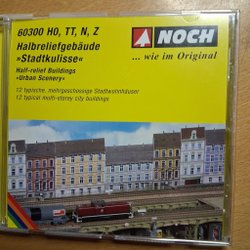 60300 H0, TT, N, Z
Halbreliefgebäude
»Stadtkulisse«
Half-relief Buildings
»Urban Scenery«
12 typische, mehrgeschossige Stadtwohnhäuser
12 typical multi-storey city buildings
NOCH
... wie im Original